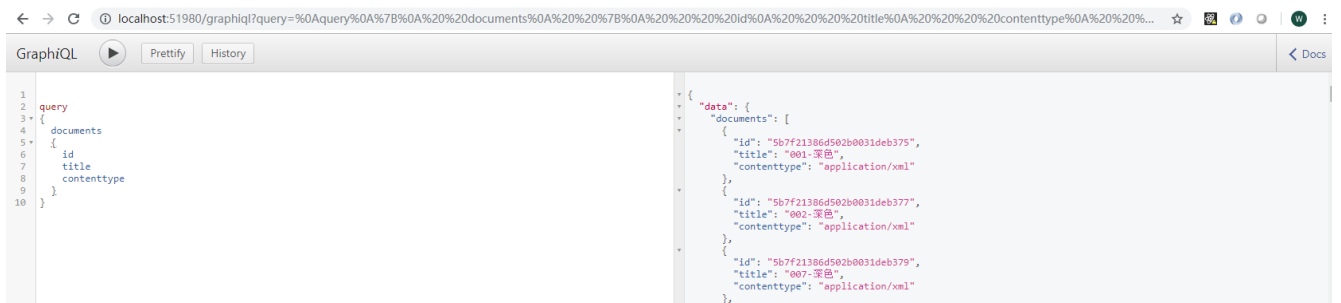 localhost:51980/graphiql?query=%0Aquery%0A%7B%0A%20%20documents%0A%20%20%7B%0A%20%20%20%20id%0A%20%20%20%20title%0A%20%20%20%20contenttype%0A%20%20%...
W
GraphiQL
Prettify
History
Docs
1
2 query
3 {
4 documents
5 {
6 id
7 title
8 contenttype
9 }
10 }
{
"data": {
"documents": [
{
"id": "5b7f21386d502b0031deb375",
"title": "001-深色",
"contenttype": "application/xml"
},
{
"id": "5b7f21386d502b0031deb377",
"title": "002-深色",
"contenttype": "application/xml"
},
{
"id": "5b7f21386d502b0031deb379",
"title": "007-深色",
"contenttype": "application/xml"
},